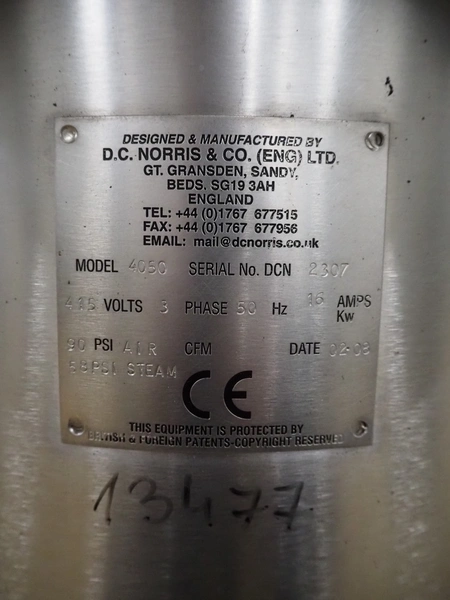 DESIGNED & MANUFACTURED BY
D.C. NORRIS & CO. (ENG) LTD.
GT. GRANSDEN, SANDY,
BEDS. SG19 3AH
ENGLAND
TEL: +44 (0)1767 677515
FAX: +44 (0)1767 677956
EMAIL: mail@dcnorris.co.uk
MODEL 4050 SERIAL No. DCN 2307
415 VOLTS 3 PHASE 50 Hz 16 AMPS
Kw
90 PSI AIR CFM DATE 02-08
58PSI STEAM
CE
THIS EQUIPMENT IS PROTECTED BY
BRITISH & FOREIGN PATENTS-COPYRIGHT RESERVED
13477